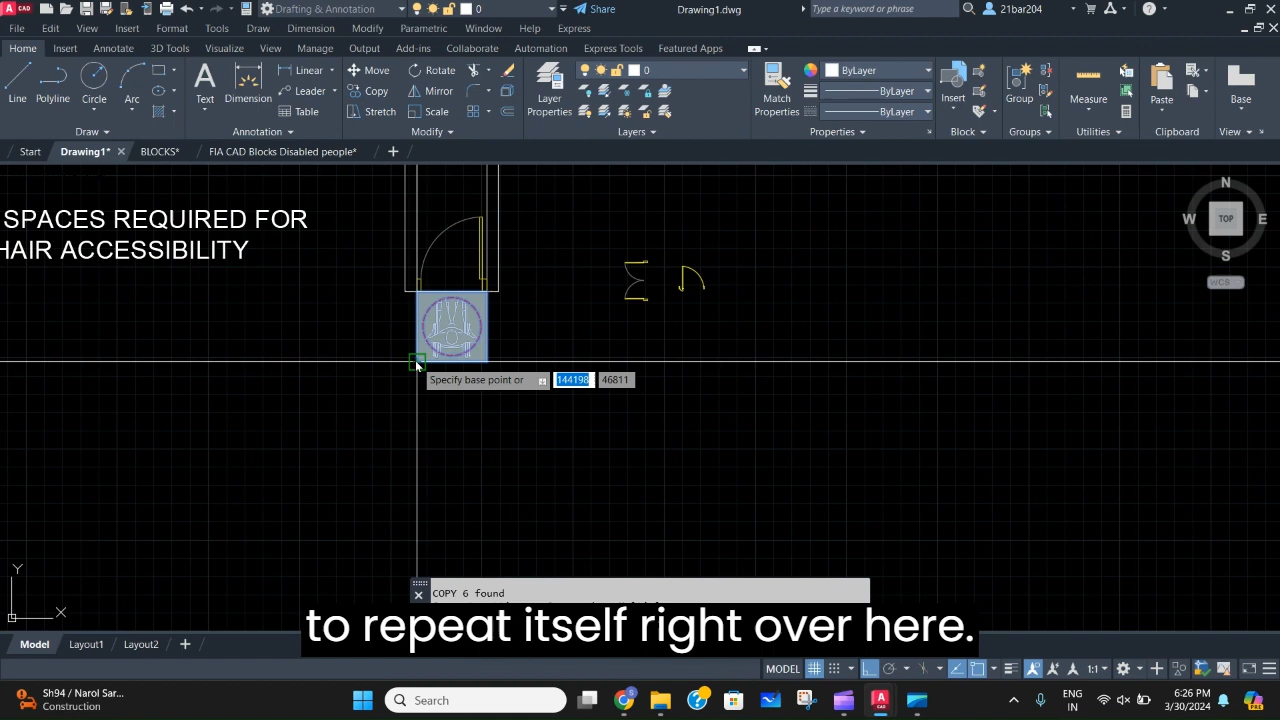 CAD
Drafting & Annotation
0
Share
Drawing1.dwg
Type a keyword or phrase
21bar204
File Edit View Insert Format Tools Draw Dimension Modify Parametric Window Help Express
Home Insert Annotate 3D Tools Visualize View Manage Output Add-ins Collaborate Automation Express Tools Featured Apps
Line Polyline Circle Arc
Draw
Text Dimension
Linear
Leader
Table
Annotation
Move Rotate
Copy Mirror
Stretch Scale
Modify
Layer
Properties
0
Layers
Match
Properties
ByLayer
ByLayer
ByLayer
Properties
Insert
Block
Group
Groups
Measure
Utilities
Paste
Clipboard
Base
View
Start Drawing1* BLOCKS* FIA CAD Blocks Disabled people*
SPACES REQUIRED FOR
HAIR ACCESSIBILITY
N
W TOP E
S
WCS
Specify base point or 144198 46811
Y
X
COPY 6 found
to repeat itself right over here.
Model Layout1 Layout2
MODEL 1:1
Sh94 / Narol Sar...
Construction
Search
ENG
IN
6:26 PM
3/30/2024